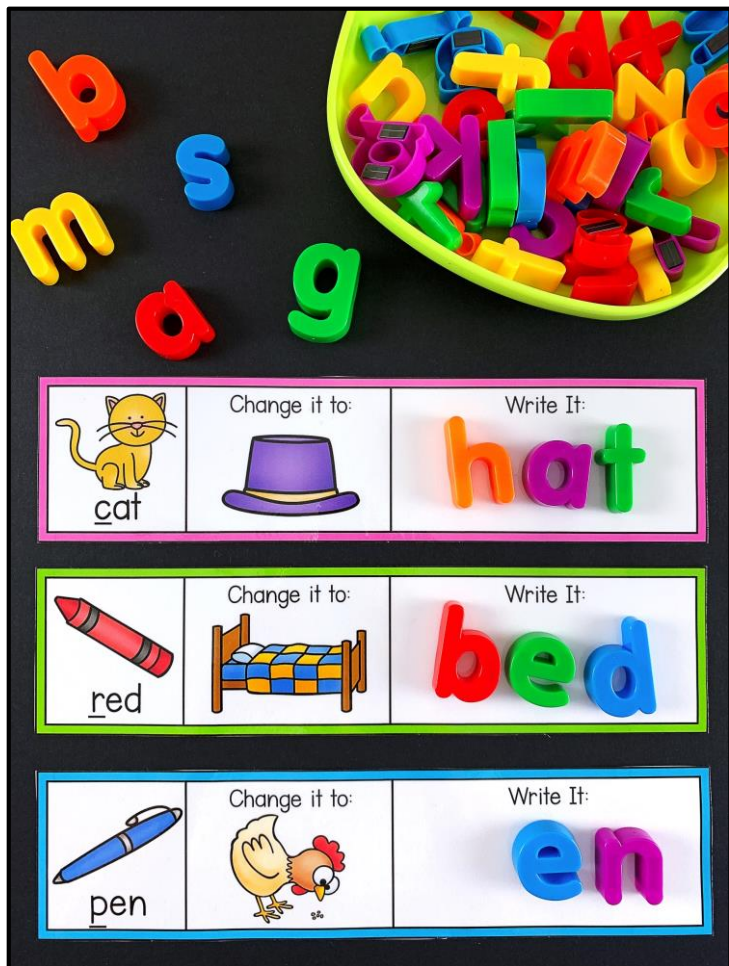 b
s
m
a
g
Change it to:
Write It:
cat
hat
Change it to:
Write It:
red
bed
Change it to:
Write It:
pen
en